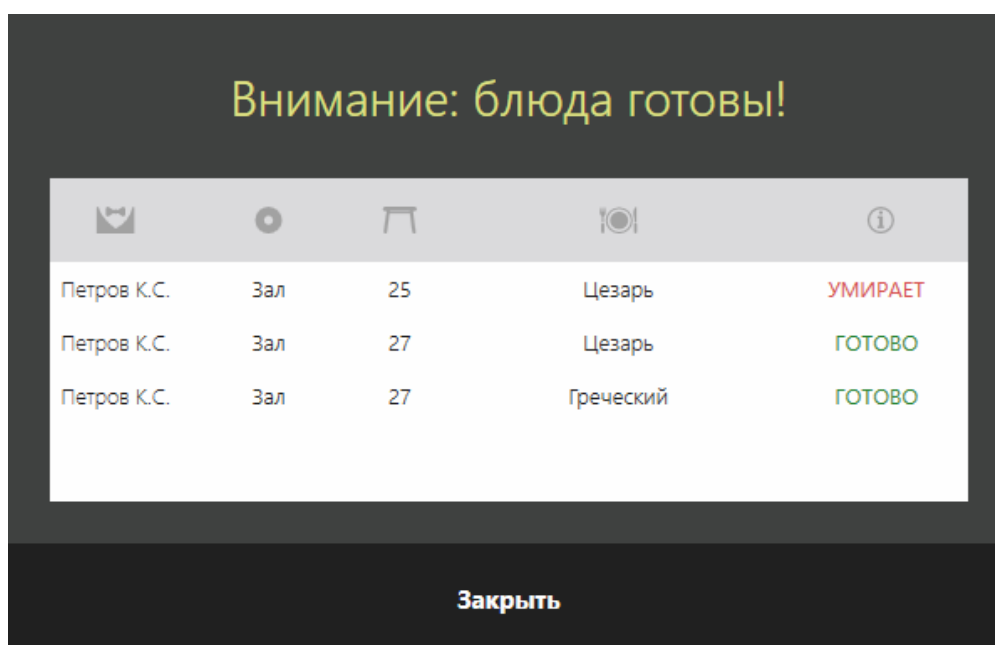 Внимание: блюда готовы!
Петров К.С. Зал 25 Цезарь УМИРАЕТ
Петров К.С. Зал 27 Цезарь ГОТОВО
Петров К.С. Зал 27 Греческий ГОТОВО
Закрыть